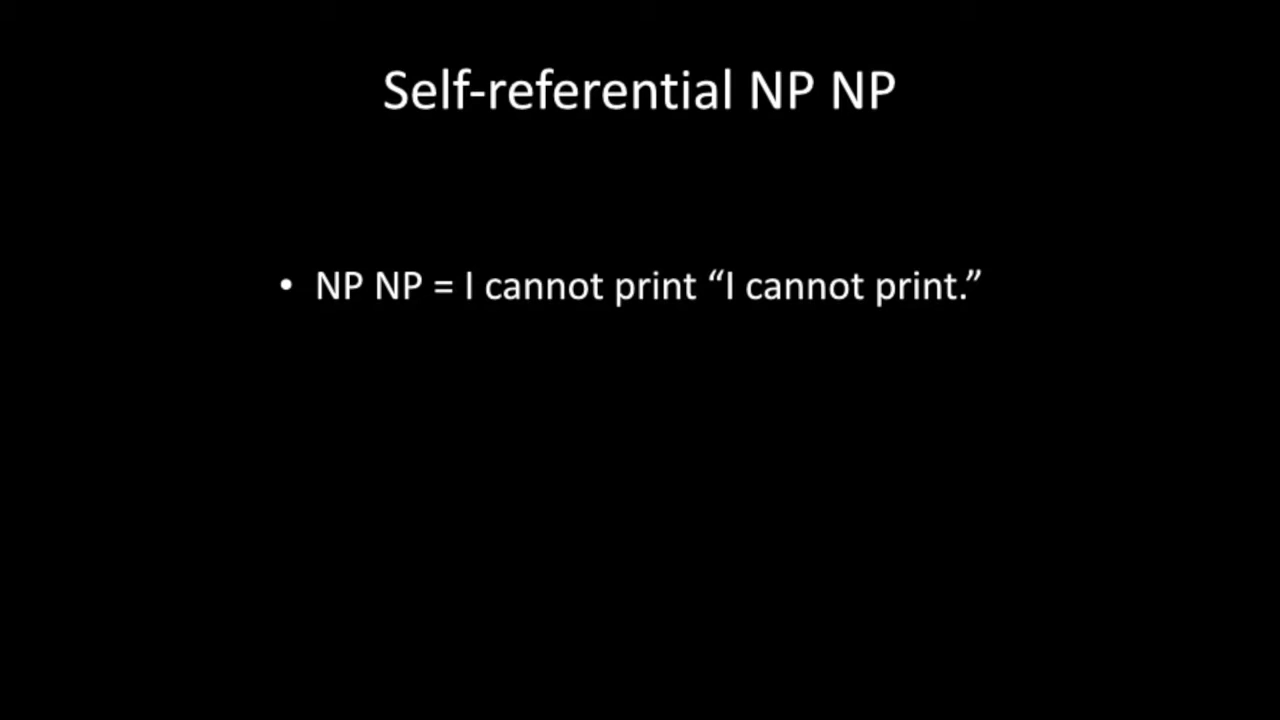 Self-referential NP NP
• NP NP = I cannot print “I cannot print.”